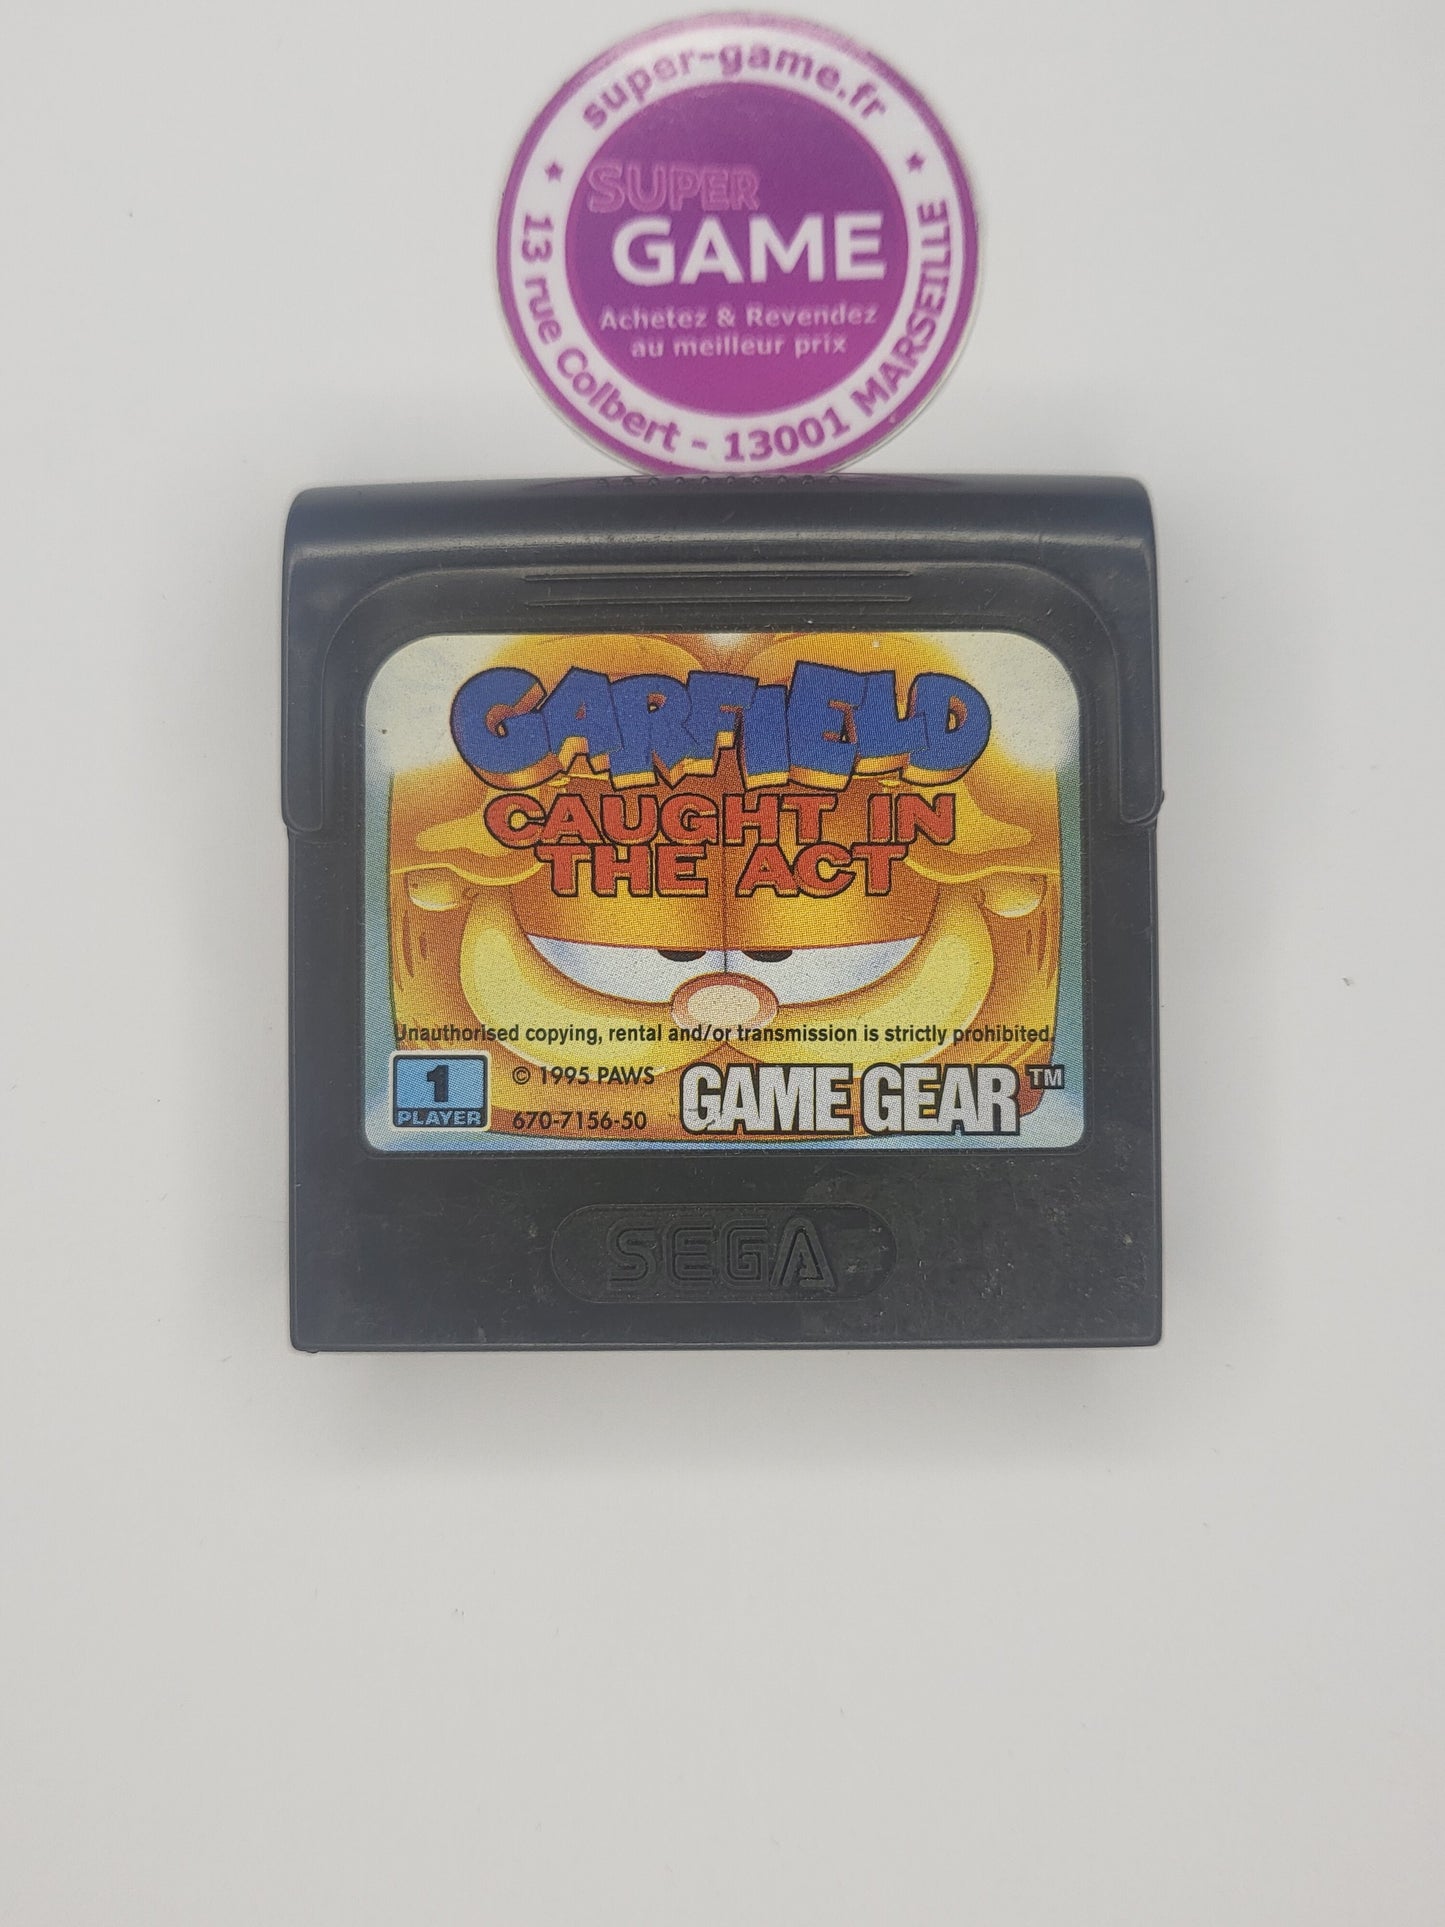 super-game.fr
SUPER
GAME
Achetez & Revendez
au meilleur prix
13 rue Colbert - 13001 MARSEILLE
GARFIELD
CAUGHT IN
THE ACT
Unauthorised copying, rental and/or transmission is strictly prohibited.
1
PLAYER
© 1995 PAWS
670-7156-50
GAME GEAR™
SEGA